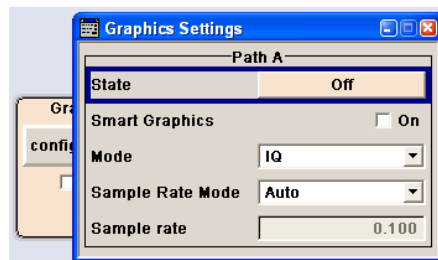 Graphics Settings
Path A
State Off
Smart Graphics On
Mode IQ
Sample Rate Mode Auto
Sample rate 0.100